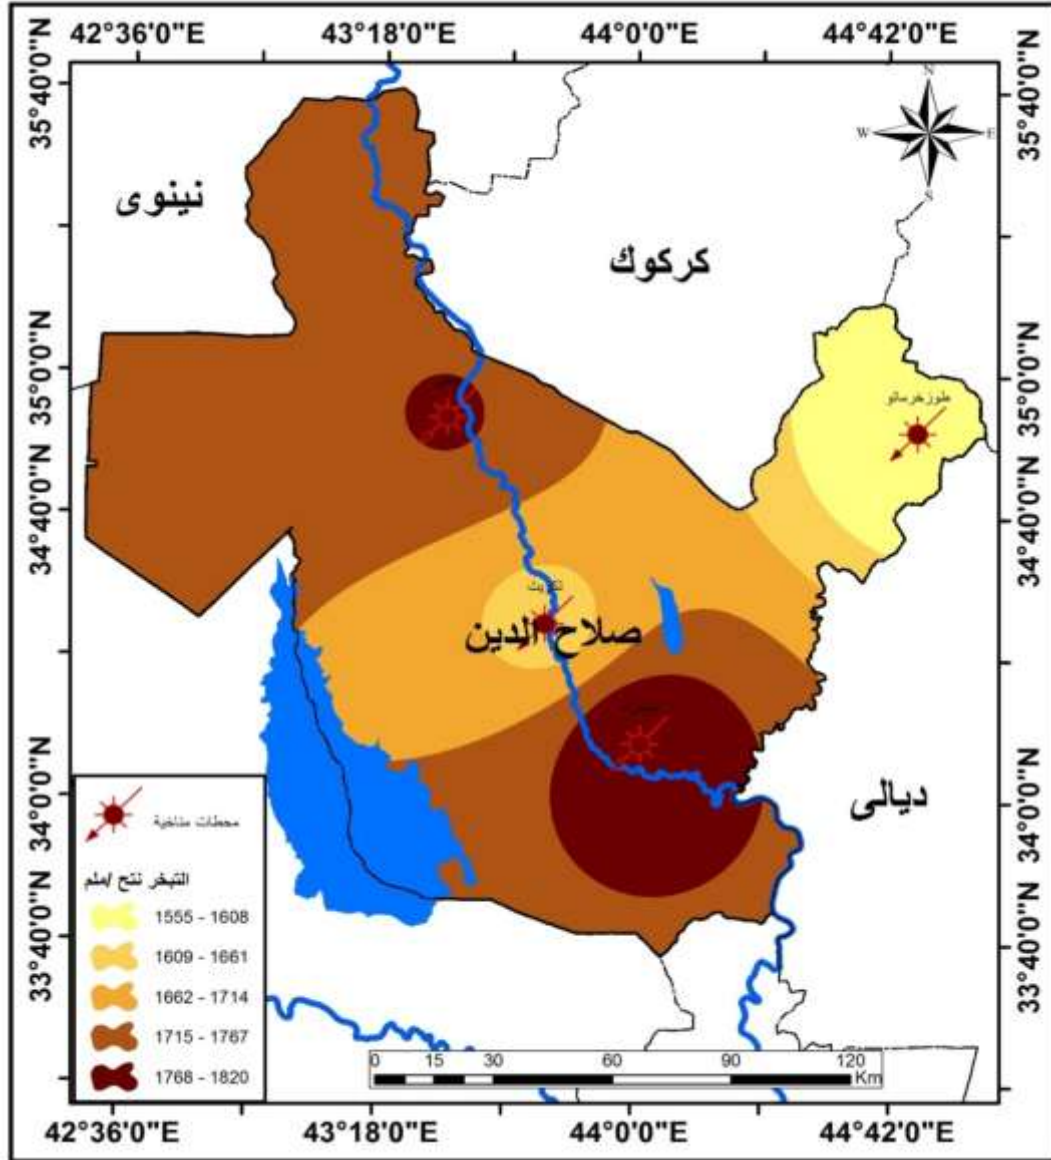 42°36'0"E 43°18'0"E 44°0'0"E 44°42'0"E
35°40'0"N
35°0'0"N
34°40'0"N
34°0'0"N
33°40'0"N
35°40'0"N
35°0'0"N
34°40'0"N
34°0'0"N
33°40'0"N
N
W E
S
نينوى
كركوك
طوزخرماتو
تكريت
صلاح الدين
ديالى
محطات مناخية
التبخر نتح /ملم
1555 - 1608
1609 - 1661
1662 - 1714
1715 - 1767
1768 - 1820
0 15 30 60 90 120
Km
42°36'0"E 43°18'0"E 44°0'0"E 44°42'0"E